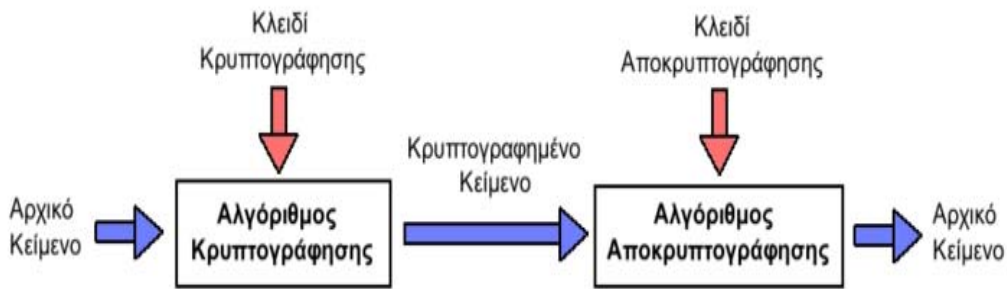 Κλειδί
Κρυπτογράφησης
Κλειδί
Αποκρυπτογράφησης
Αρχικό
Κείμενο
Αλγόριθμος
Κρυπτογράφησης
Κρυπτογραφημένο
Κείμενο
Αλγόριθμος
Αποκρυπτογράφησης
Αρχικό
Κείμενο